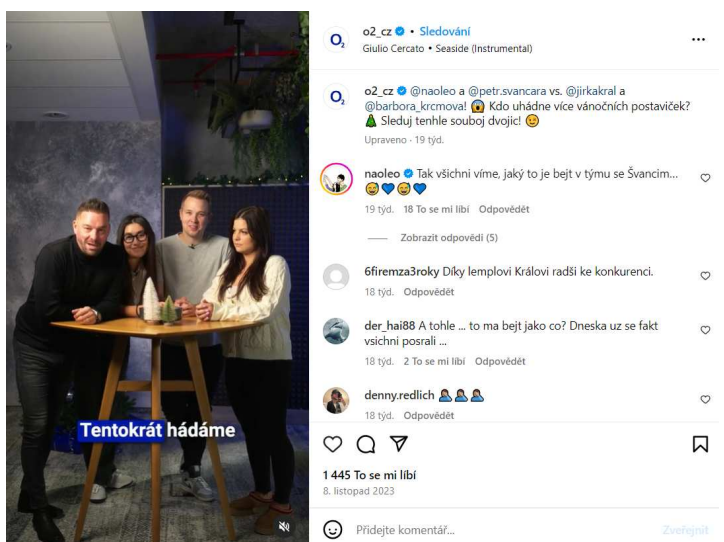 Tentokrát hádáme
O2
o2_cz • Sledování
Giulio Cercato • Seaside (Instrumental)
O2
o2_cz @naoleo a @petr.svancara vs. @jirkakral a
@barbora_krcmova! 😱 Kdo uhádne více vánočních postaviček?
🎄 Sleduj tenhle souboj dvojic! 😉
Upraveno · 19 týd.
naoleo Tak všichni víme, jaký to je bejt v týmu se Švancim...
😅💙😅💙
19 týd. 18 To se mi líbí Odpovědět
Zobrazit odpovědi (5)
6firemza3roky Díky lemplovi Královi radši ke konkurenci.
18 týd. Odpovědět
der_hai88 A tohle ... to ma bejt jako co? Dneska uz se fakt
vsichni posrali ...
18 týd. 2 To se mi líbí Odpovědět
denny.redlich 🤦🏽‍♂️🤦🏽‍♂️🤦🏽‍♂️
18 týd. Odpovědět
1 445 To se mi líbí
8. listopad 2023
Přidejte komentář...
Zveřejnit